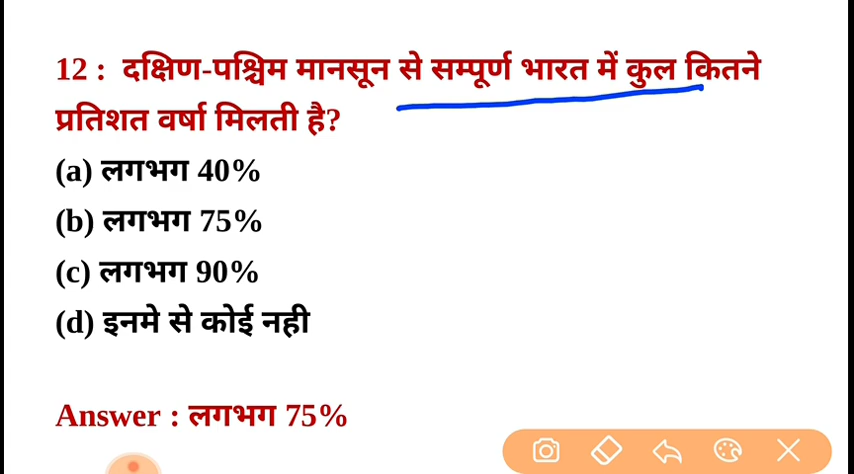 12 : दक्षिण-पश्चिम मानसून से सम्पूर्ण भारत में कुल कितने
प्रतिशत वर्षा मिलती है?
(a) लगभग 40%
(b) लगभग 75%
(c) लगभग 90%
(d) इनमे से कोई नही
Answer : लगभग 75%